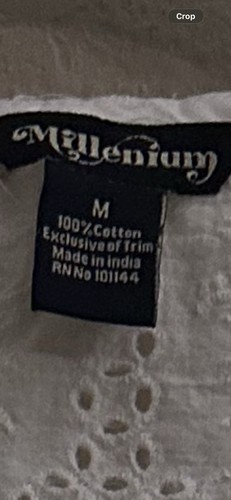 Crop
Millenium
M
100% Cotton
Exclusive of Trim
Made in india
RN No 101144